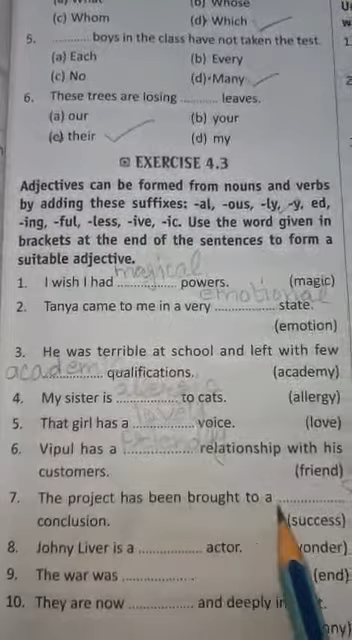 (b) Whose
(c) Whom (d) Which
5. ............ boys in the class have not taken the test.
(a) Each (b) Every
(c) No (d) Many
6. These trees are losing ............ leaves.
(a) our (b) your
(c) their (d) my
EXERCISE 4.3
Adjectives can be formed from nouns and verbs
by adding these suffixes: -al, -ous, -ly, -y, ed,
-ing, -ful, -less, -ive, -ic. Use the word given in
brackets at the end of the sentences to form a
suitable adjective.
magical
1. I wish I had ............ powers. (magic)
emotional
2. Tanya came to me in a very ............ state.
(emotion)
3. He was terrible at school and left with few
academ ............ qualifications. (academy)
4. My sister is ............ to cats. (allergy)
lovely
5. That girl has a ............ voice. (love)
friendly
6. Vipul has a ............ relationship with his
customers. (friend)
7. The project has been brought to a ............
conclusion. (success)
8. Johny Liver is a ............ actor. onder)
9. The war was ............ (end)
10. They are now ............ and deeply in
ony)